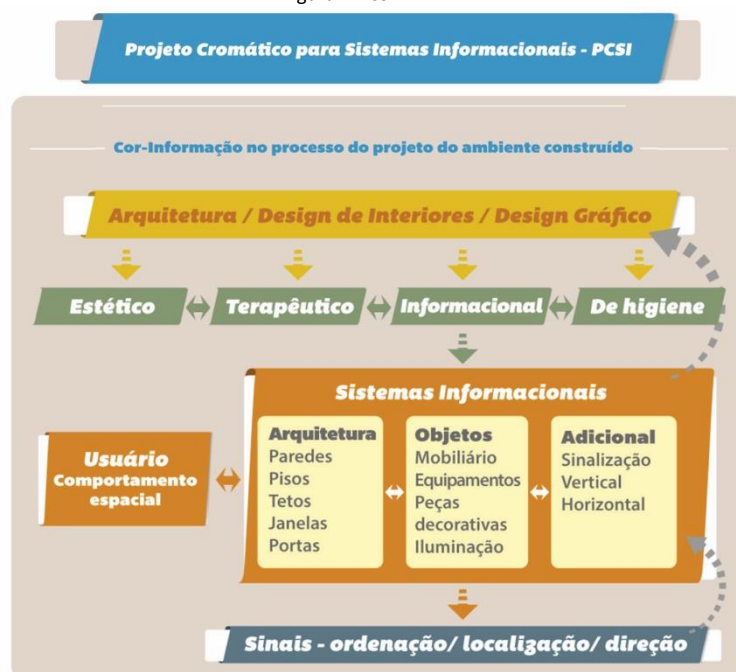 Projeto Cromático para Sistemas Informacionais - PCSI
Cor-Informação no processo do projeto do ambiente construído
Arquitetura / Design de Interiores / Design Gráfico
Estético
Terapêutico
Informacional
De higiene
Sistemas Informacionais
Usuário
Comportamento
espacial
Arquitetura
Paredes
Pisos
Tetos
Janelas
Portas
Objetos
Mobiliário
Equipamentos
Peças
decorativas
Iluminação
Adicional
Sinalização
Vertical
Horizontal
Sinais - ordenação/ localização/ direção